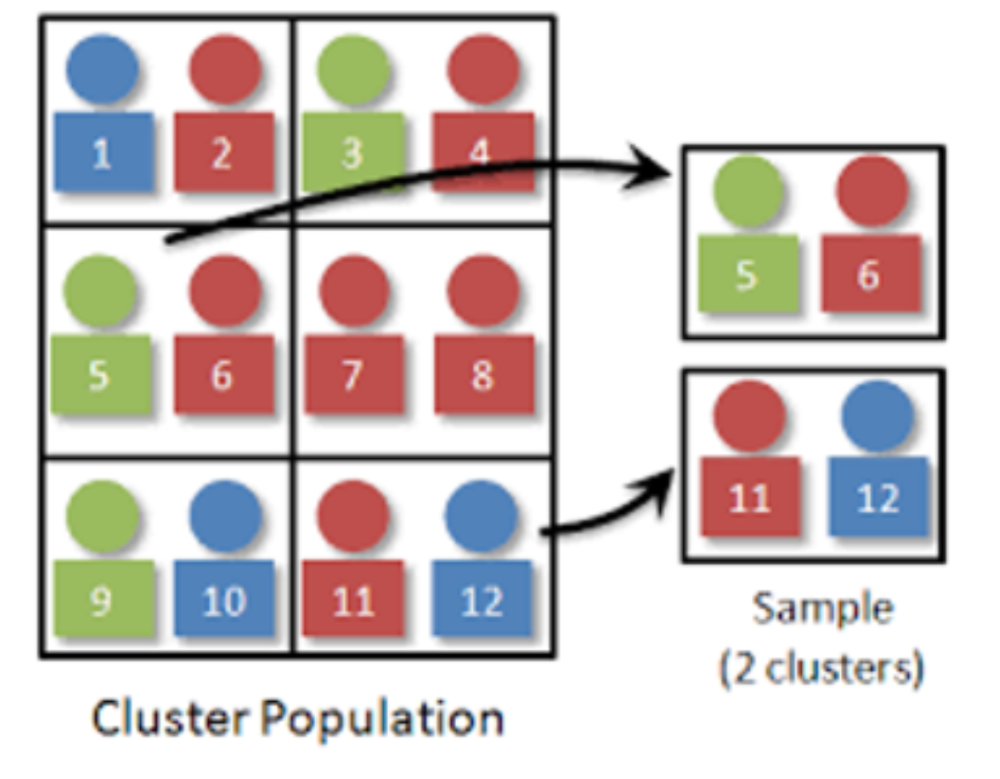 1 2 3 4
5 6
5 6 7 8
11 12
9 10 11 12
Sample
(2 clusters)
Cluster Population